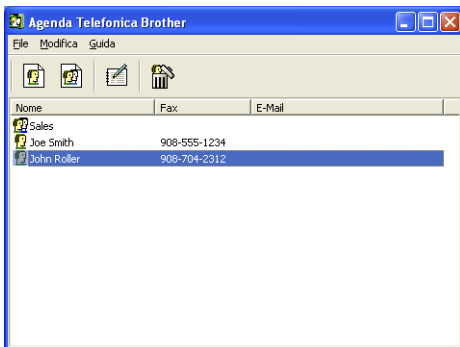 Agenda Telefonica Brother
File Modifica Guida
Nome Fax E-Mail
Sales
Joe Smith 908-555-1234
John Roller 908-704-2312